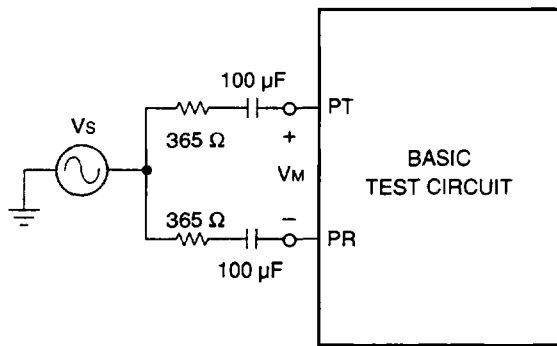 100 µF
PT
VS
365 Ω
+
BASIC
VM
TEST CIRCUIT
365 Ω
−
PR
100 µF